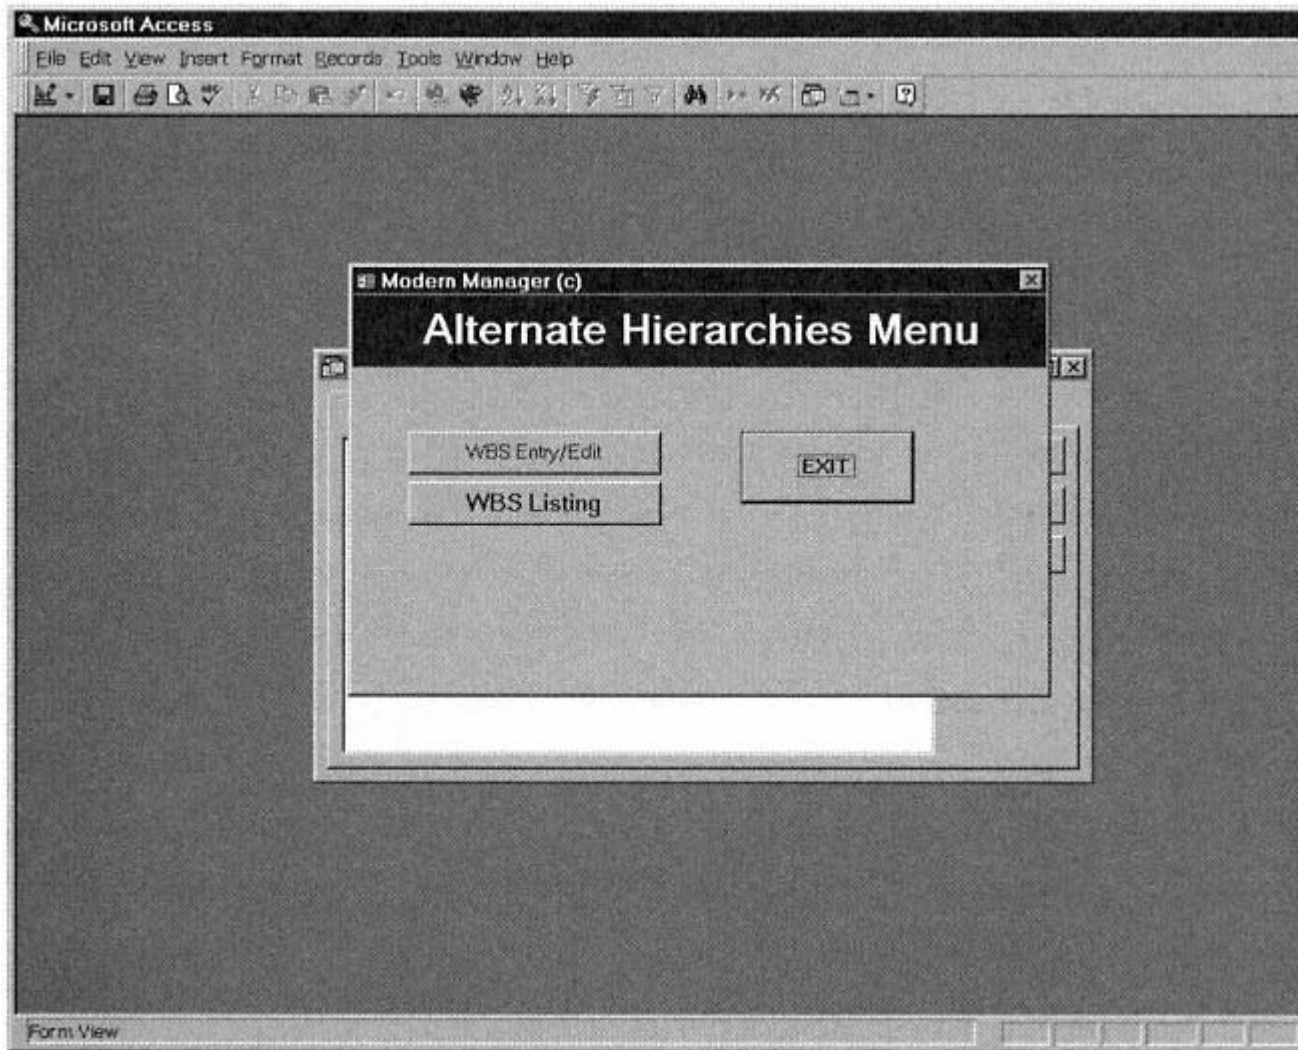 Microsoft Access
File Edit View Insert Format Records Tools Window Help
Modern Manager (c)
Alternate Hierarchies Menu
WBS Entry/Edit
EXIT
WBS Listing
Form View